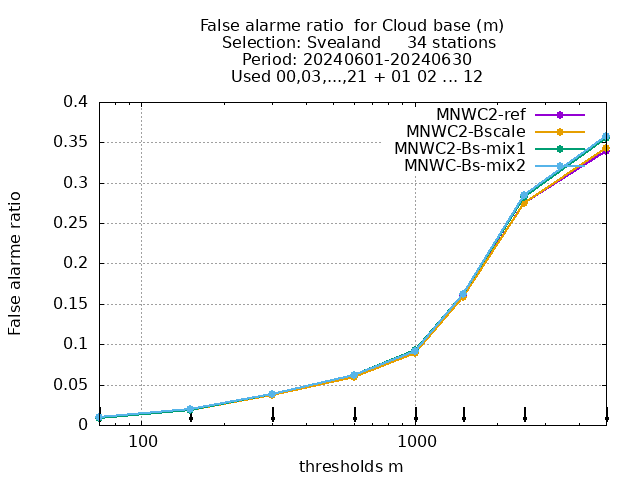 False alarme ratio  for Cloud base (m)
Selection: Svealand     34 stations
Period: 20240601-20240630
Used 00,03,...,21 + 01 02 ... 12
MNWC2-ref
MNWC2-Bscale
MNWC2-Bs-mix1
MNWC-Bs-mix2
False alarme ratio
0.4
0.35
0.3
0.25
0.2
0.15
0.1
0.05
0
100 1000
thresholds m